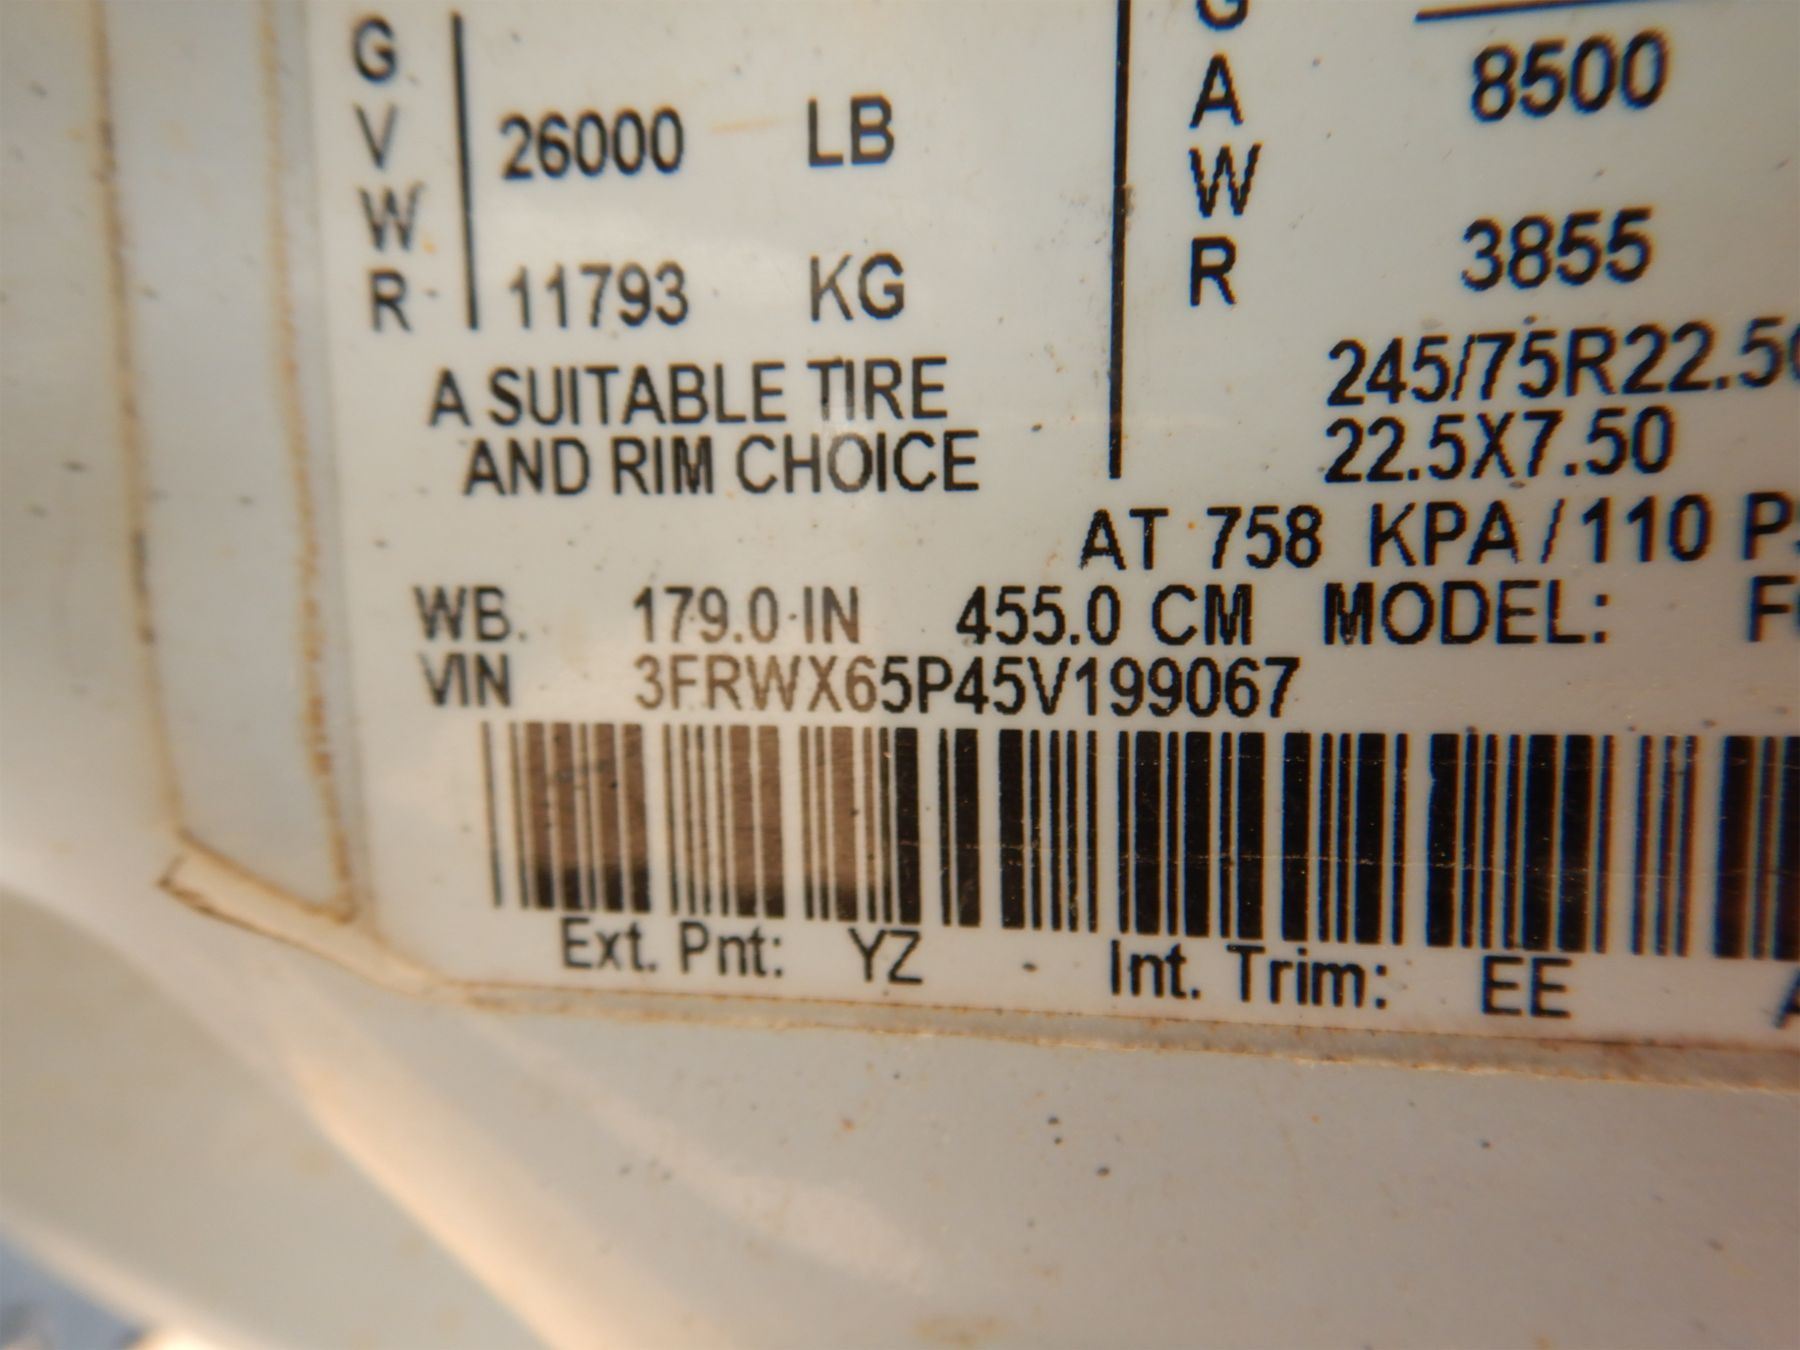 GVWR 26000 LB
11793 KG
A SUITABLE TIRE
AND RIM CHOICE
GAWR 8500
3855
245/75R22.5
22.5X7.50
AT 758 KPA/110
WB. 179.0 IN 455.0 CM MODEL:
VIN 3FRWX65P45V199067
Ext. Pnt: YZ Int. Trim: EE